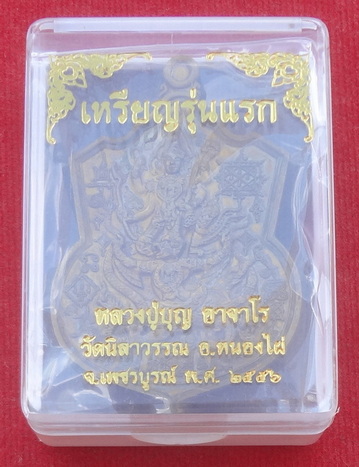 เหรียญรุ่นแรก
หลวงปู่บุญ อาจาโร
วัดนิสาวรรณ อ.หนองไผ่
จ.เพชรบูรณ์ พ.ศ. ๒๕๕๖